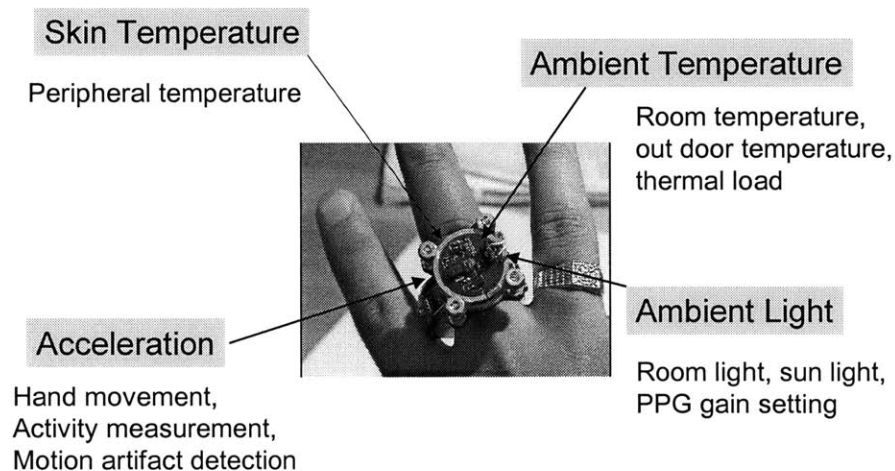 Skin Temperature
Peripheral temperature
Ambient Temperature
Room temperature,
out door temperature,
thermal load
Acceleration
Hand movement,
Activity measurement,
Motion artifact detection
Ambient Light
Room light, sun light,
PPG gain setting